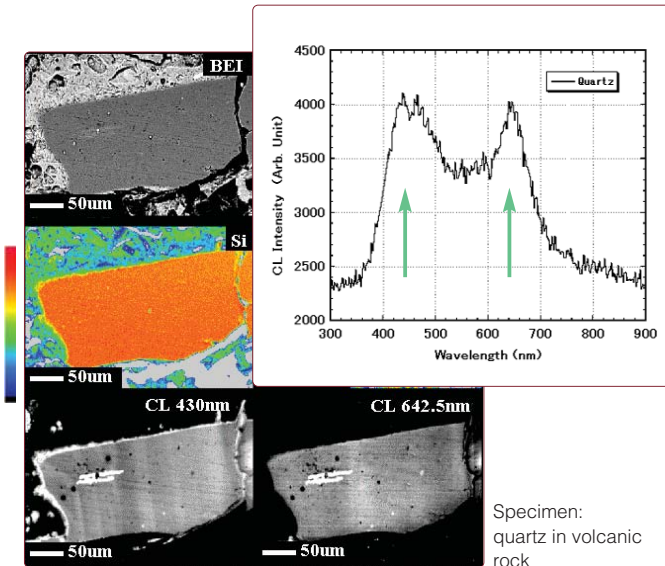 BEI
50um
Si
50um
CL 430nm
50um
CL 642.5nm
50um
CL Intensity (Arb. Unit)
4500
4000
3500
3000
2500
2000
Quartz
300 400 500 600 700 800 900
Wavelength (nm)
Specimen:
quartz in volcanic
rock